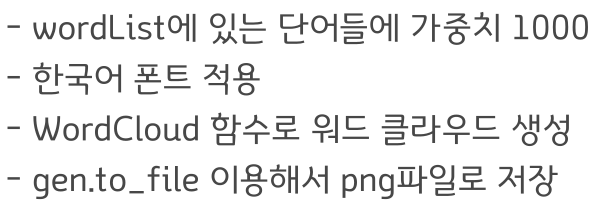 - wordList에 있는 단어들에 가중치 1000
- 한국어 폰트 적용
- WordCloud 함수로 워드 클라우드 생성
- gen.to_file 이용해서 png파일로 저장